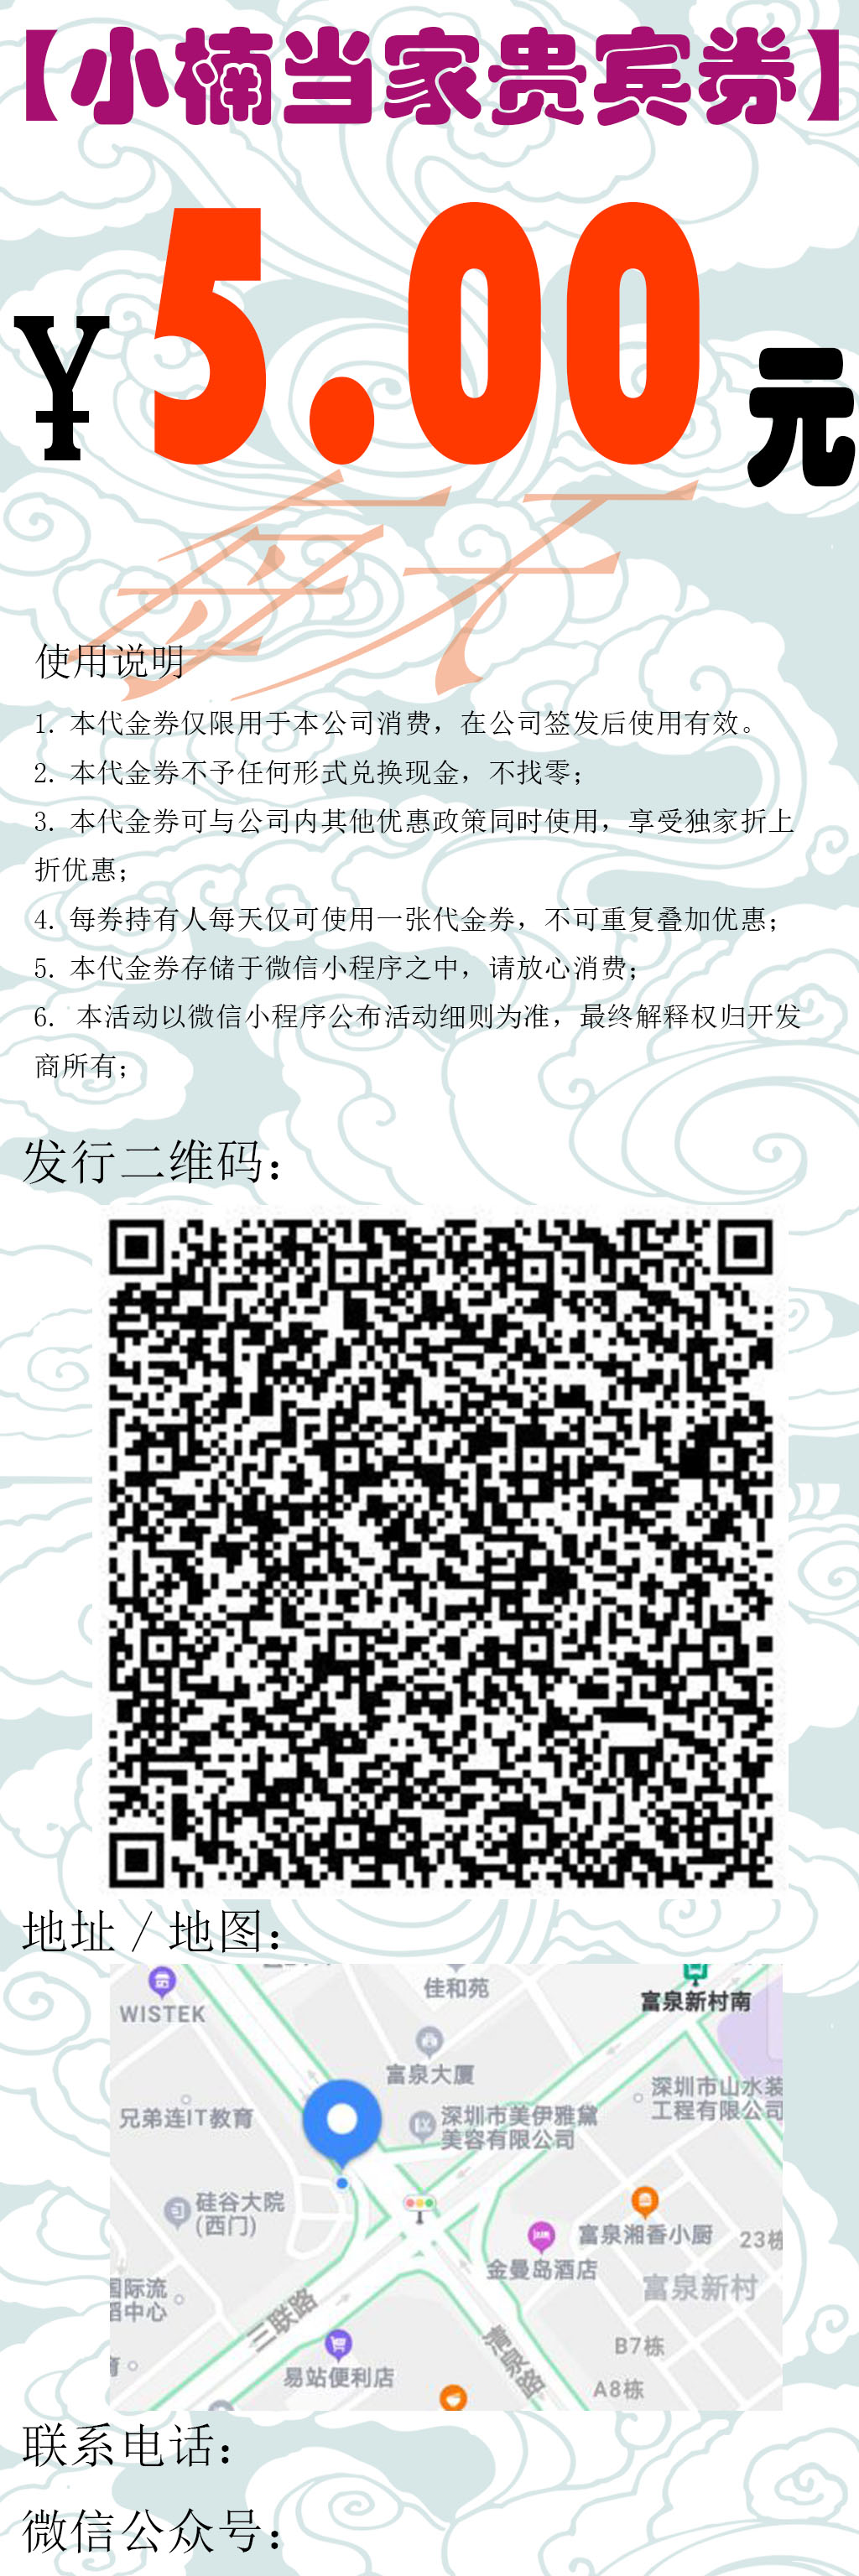 【小楠当家贵宾券】
¥5.00元
使用说明
1. 本代金券仅限用于本公司消费，在公司签发后使用有效。
2. 本代金券不予任何形式兑换现金，不找零；
3. 本代金券可与公司内其他优惠政策同时使用，享受独家折上
折优惠；
4. 每券持有人每天仅可使用一张代金券，不可重复叠加优惠；
5. 本代金券存储于微信小程序之中，请放心消费；
6. 本活动以微信小程序公布活动细则为准，最终解释权归开发
商所有；
发行二维码：
地址/地图：
佳和苑
富泉新村南
WISTEK
富泉大厦
深圳市山水装
工程有限公司
兄弟连IT教育
深圳市美伊雅黛
美容有限公司
硅谷大院
(西门)
富泉湘香小厨
23栋
金曼岛酒店
国际流
中心
富泉新村
三联路
清泉路
B7栋
易站便利店
A8栋
育
联系电话：
微信公众号：